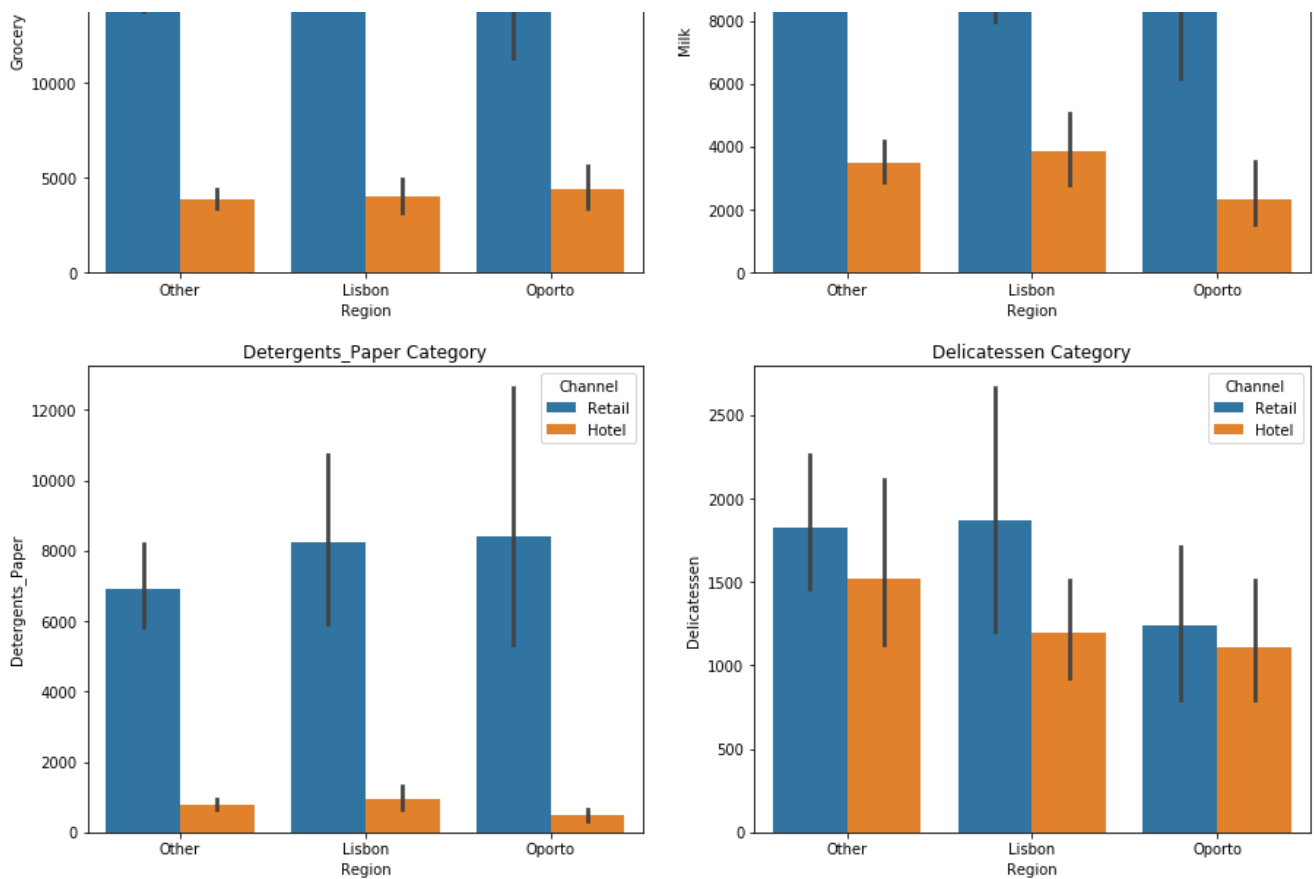 Grocery
10000
5000
0
Other Lisbon Oporto
Region
Milk
8000
6000
4000
2000
0
Other Lisbon Oporto
Region
Detergents_Paper Category
Detergents_Paper
12000
10000
8000
6000
4000
2000
0
Channel
Retail
Hotel
Other Lisbon Oporto
Region
Delicatessen Category
Delicatessen
2500
2000
1500
1000
500
0
Channel
Retail
Hotel
Other Lisbon Oporto
Region